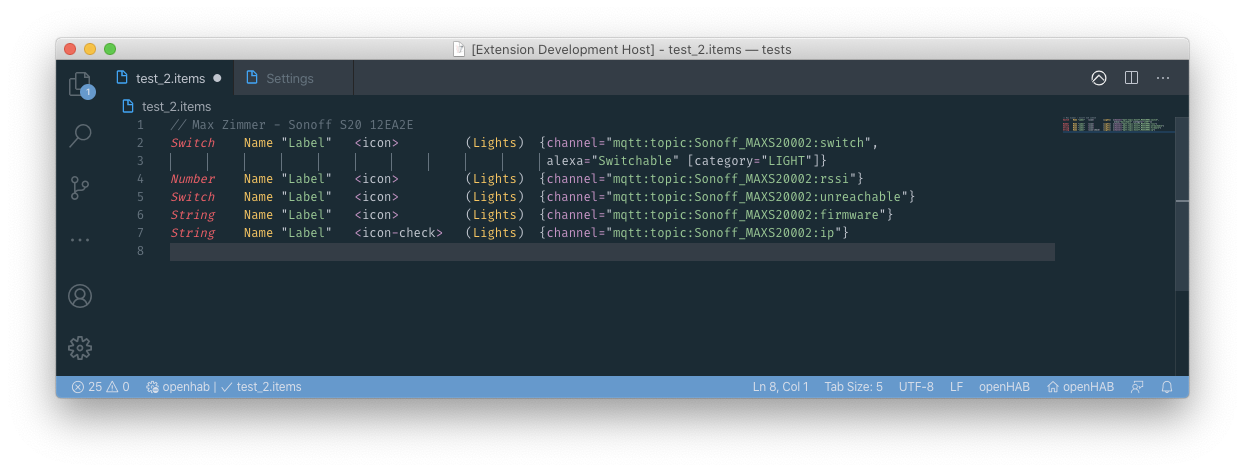 [Extension Development Host] - test_2.items — tests
1
test_2.items
Settings
test_2.items
1 // Max Zimmer - Sonoff S20 12EA2E
2 Switch Name "Label" <icon> (Lights) {channel="mqtt:topic:Sonoff_MAXS20002:switch",
3 alexa="Switchable" [category="LIGHT"]}
4 Number Name "Label" <icon> (Lights) {channel="mqtt:topic:Sonoff_MAXS20002:rssi"}
5 Switch Name "Label" <icon> (Lights) {channel="mqtt:topic:Sonoff_MAXS20002:unreachable"}
6 String Name "Label" <icon> (Lights) {channel="mqtt:topic:Sonoff_MAXS20002:firmware"}
7 String Name "Label" <icon-check> (Lights) {channel="mqtt:topic:Sonoff_MAXS20002:ip"}
8
25 0 openhab | ✓ test_2.items Ln 8, Col 1 Tab Size: 5 UTF-8 LF openHAB openHAB